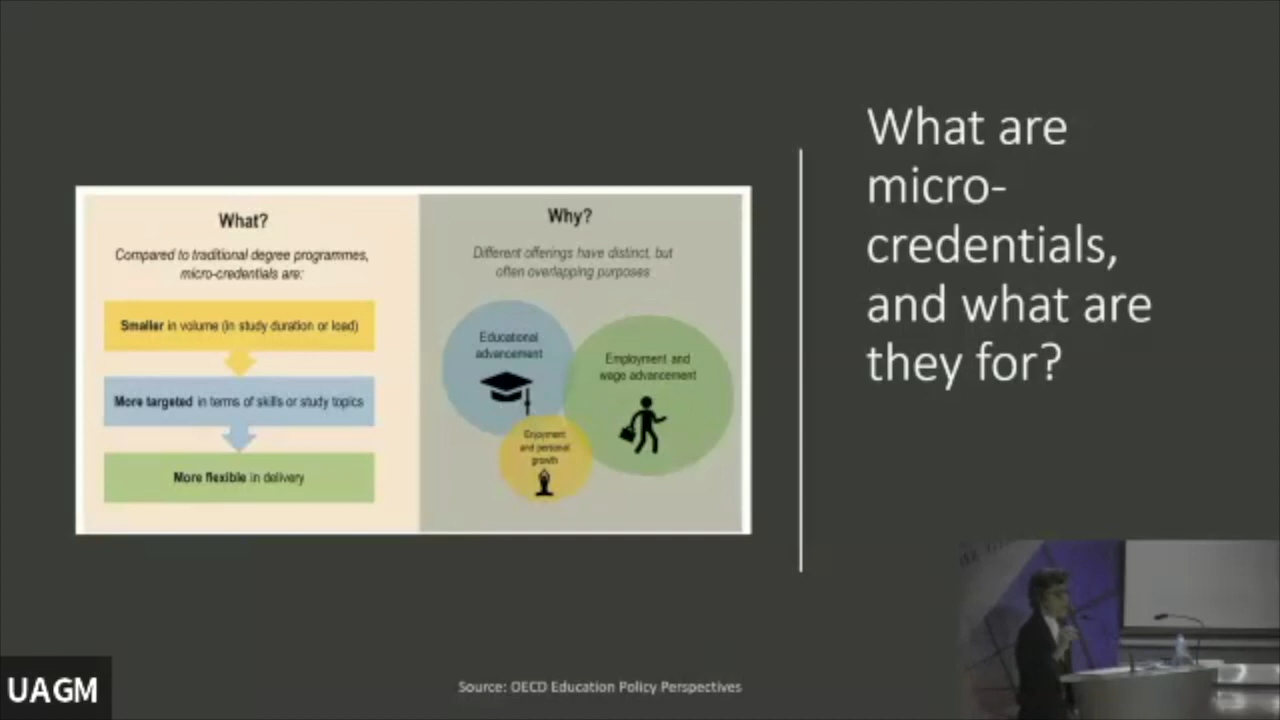 What?
Compared to traditional degree programmes,
micro-credentials are:
Smaller in volume (in study duration or load)
More targeted in terms of skills or study topics
More flexible in delivery
Why?
Different offerings have distinct, but
often overlapping purposes
Educational
advancement
Employment and
wage advancement
Enjoyment
and personal
growth
What are
micro-
credentials,
and what are
they for?
Source: OECD Education Policy Perspectives
UAGM